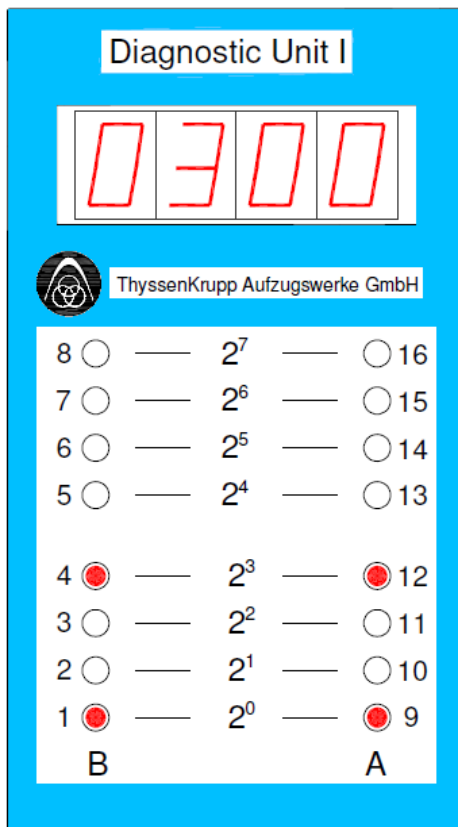 Diagnostic Unit I
0300
ThyssenKrupp Aufzugswerke GmbH
8 2⁷ 16
7 2⁶ 15
6 2⁵ 14
5 2⁴ 13
4 2³ 12
3 2² 11
2 2¹ 10
1 2⁰ 9
B A